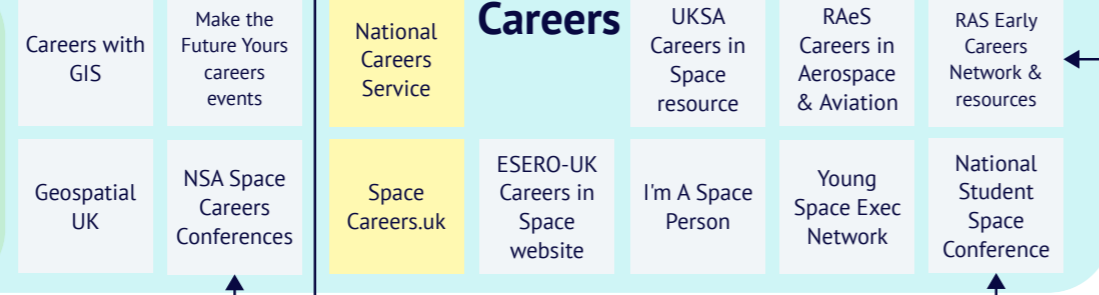 Careers with
GIS
Make the
Future Yours
careers
events
National
Careers
Service
Careers
UKSA
Careers in
Space
resource
RAeS
Careers in
Aerospace
& Aviation
RAS Early
Careers
Network &
resources
Geospatial
UK
NSA Space
Careers
Conferences
Space
Careers.uk
ESERO-UK
Careers in
Space
website
I'm A Space
Person
Young
Space Exec
Network
National
Student
Space
Conference